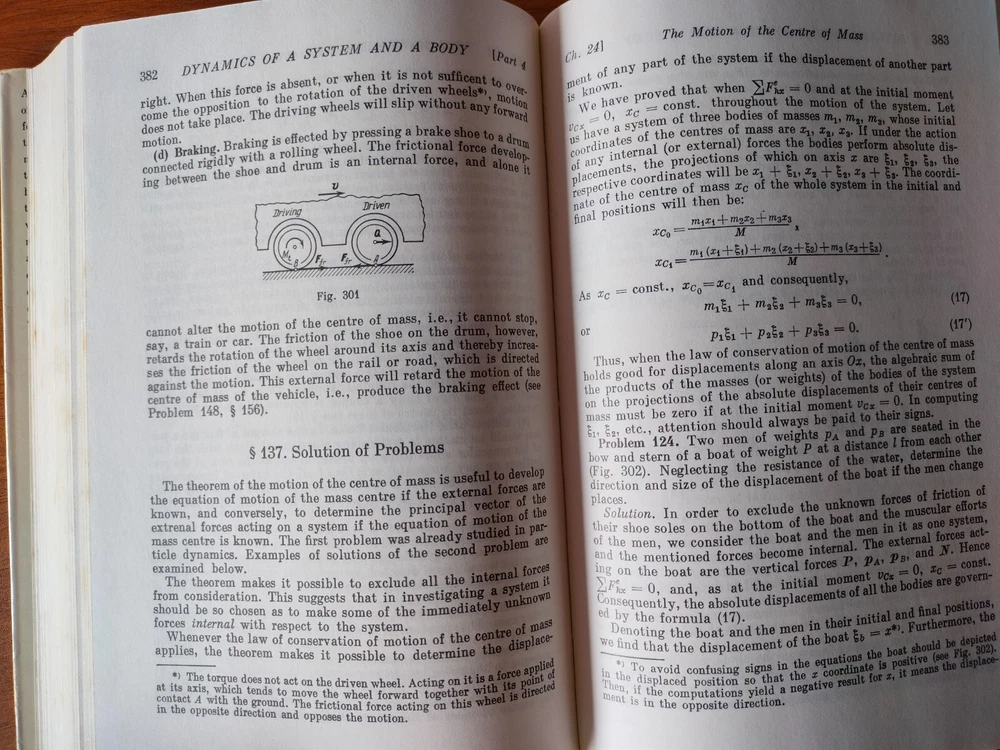 382 DYNAMICS OF A SYSTEM AND A BODY [Part 4
right. When this force is absent, or when it is not sufficent to over-
come the opposition to the rotation of the driven wheels*), motion
does not take place. The driving wheels will slip without any forward
motion.
(d) Braking. Braking is effected by pressing a brake shoe to a drum
connected rigidly with a rolling wheel. The frictional force develop-
ing between the shoe and drum is an internal force, and alone it
v
Driving Driven
a
Mt B Ffr Ffr A
Fig. 301
cannot alter the motion of the centre of mass, i.e., it cannot stop,
say, a train or car. The friction of the shoe on the drum, however,
retards the rotation of the wheel around its axis and thereby increa-
ses the friction of the wheel on the rail or road, which is directed
against the motion. This external force will retard the motion of the
centre of mass of the vehicle, i.e., produce the braking effect (see
Problem 148, § 156).
§ 137. Solution of Problems
The theorem of the motion of the centre of mass is useful to develop
the equation of motion of the mass centre if the external forces are
known, and conversely, to determine the principal vector of the
extrenal forces acting on a system if the equation of motion of the
mass centre is known. The first problem was already studied in par-
ticle dynamics. Examples of solutions of the second problem are
examined below.
The theorem makes it possible to exclude all the internal forces
from consideration. This suggests that in investigating a system it
should be so chosen as to make some of the immediately unknown
forces internal with respect to the system.
Whenever the law of conservation of motion of the centre of mass
applies, the theorem makes it possible to determine the displace-
*) The torque does not act on the driven wheel. Acting on it is a force applied
at its axis, which tends to move the wheel forward together with its point of
contact A with the ground. The frictional force acting on this wheel is directed
in the opposite direction and opposes the motion.
Ch. 24] The Motion of the Centre of Mass 383
ment of any part of the system if the displacement of another part
is known.
We have proved that when ∑Fᵉₖₓ = 0 and at the initial moment
v_Cx = 0, x_C = const. throughout the motion of the system. Let
us have a system of three bodies of masses m₁, m₂, m₃, whose initial
coordinates of the centres of mass are x₁, x₂, x₃. If under the action
of any internal (or external) forces the bodies perform absolute dis-
placements, the projections of which on axis x are ξ₁, ξ₂, ξ₃, the
respective coordinates will be x₁ + ξ₁, x₂ + ξ₂, x₃ + ξ₃. The coordi-
nate of the centre of mass x_C of the whole system in the initial and
final positions will then be:
x_C₀ = (m₁x₁+m₂x₂+m₃x₃)/M,
x_C₁ = (m₁(x₁+ξ₁)+m₂(x₂+ξ₂)+m₃(x₃+ξ₃))/M.
As x_C = const., x_C₀=x_C₁ and consequently,
m₁ξ₁ + m₂ξ₂ + m₃ξ₃ = 0, (17)
or
p₁ξ₁ + p₂ξ₂ + p₃ξ₃ = 0. (17')
Thus, when the law of conservation of motion of the centre of mass
holds good for displacements along an axis Ox, the algebraic sum of
the products of the masses (or weights) of the bodies of the system
on the projections of the absolute displacements of their centres of
mass must be zero if at the initial moment v_Cx = 0. In computing
ξ₁, ξ₂, etc., attention should always be paid to their signs.
Problem 124. Two men of weights p_A and p_B are seated in the
bow and stern of a boat of weight P at a distance l from each other
(Fig. 302). Neglecting the resistance of the water, determine the
direction and size of the displacement of the boat if the men change
places.
Solution. In order to exclude the unknown forces of friction of
their shoe soles on the bottom of the boat and the muscular efforts
of the men, we consider the boat and the men in it as one system,
and the mentioned forces become internal. The external forces act-
ing on the boat are the vertical forces P, p_A, p_B, and N. Hence
∑Fᵉₖₓ = 0, and, as at the initial moment v_Cx = 0, x_C = const.
Consequently, the absolute displacements of all the bodies are govern-
ed by the formula (17).
Denoting the boat and the men in their initial and final positions,
we find that the displacement of the boat ξ_b = x*). Furthermore, the
*) To avoid confusing signs in the equations the boat should be depicted
in the displaced position so that the x coordinate is positive (see Fig. 302).
Then, if the computations yield a negative result for x, it means the displace-
ment is in the opposite direction.